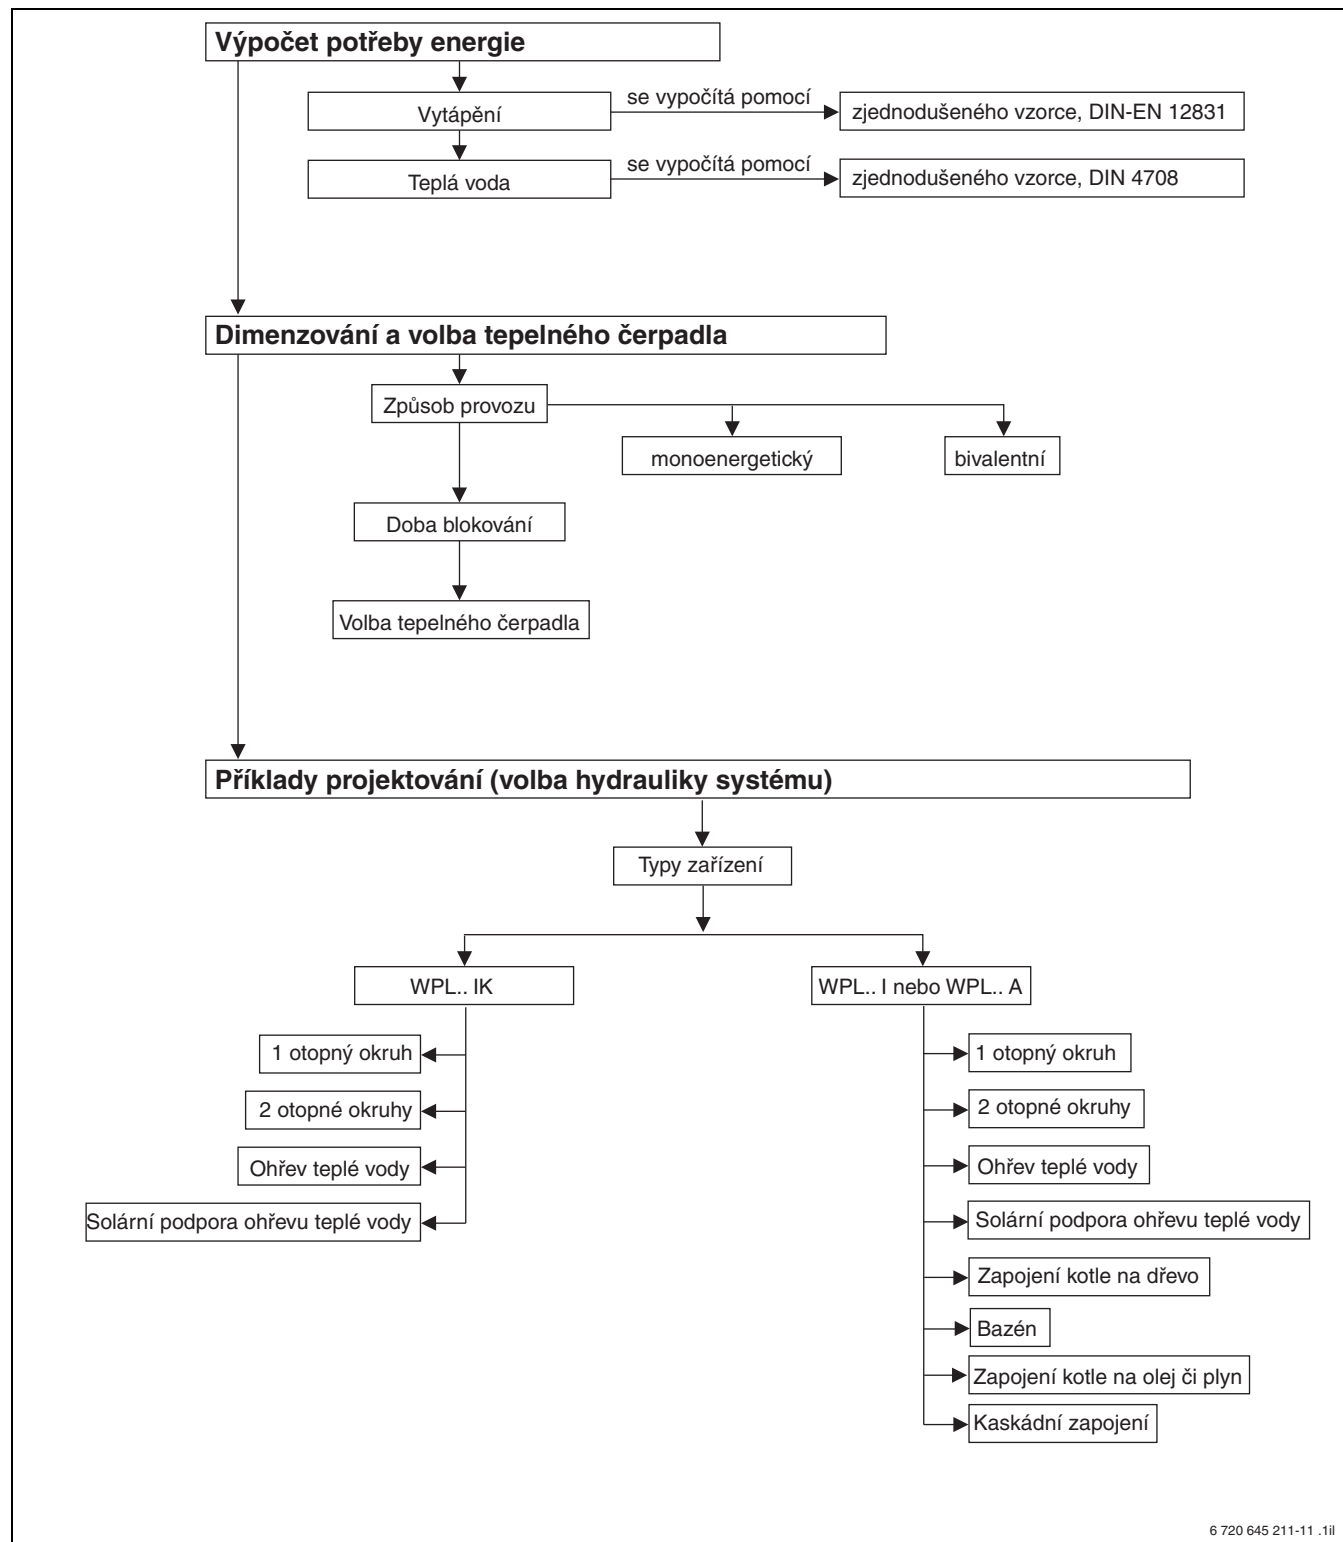 Výpočet potřeby energie
Vytápění
se vypočítá pomocí
zjednodušeného vzorce, DIN-EN 12831
Teplá voda
se vypočítá pomocí
zjednodušeného vzorce, DIN 4708
Dimenzování a volba tepelného čerpadla
Způsob provozu
monoenergetický
bivalentní
Doba blokování
Volba tepelného čerpadla
Příklady projektování (volba hydrauliky systému)
Typy zařízení
WPL.. IK
1 otopný okruh
2 otopné okruhy
Ohřev teplé vody
Solární podpora ohřevu teplé vody
WPL.. I nebo WPL.. A
1 otopný okruh
2 otopné okruhy
Ohřev teplé vody
Solární podpora ohřevu teplé vody
Zapojení kotle na dřevo
Bazén
Zapojení kotle na olej či plyn
Kaskádní zapojení
6 720 645 211-11 .1il